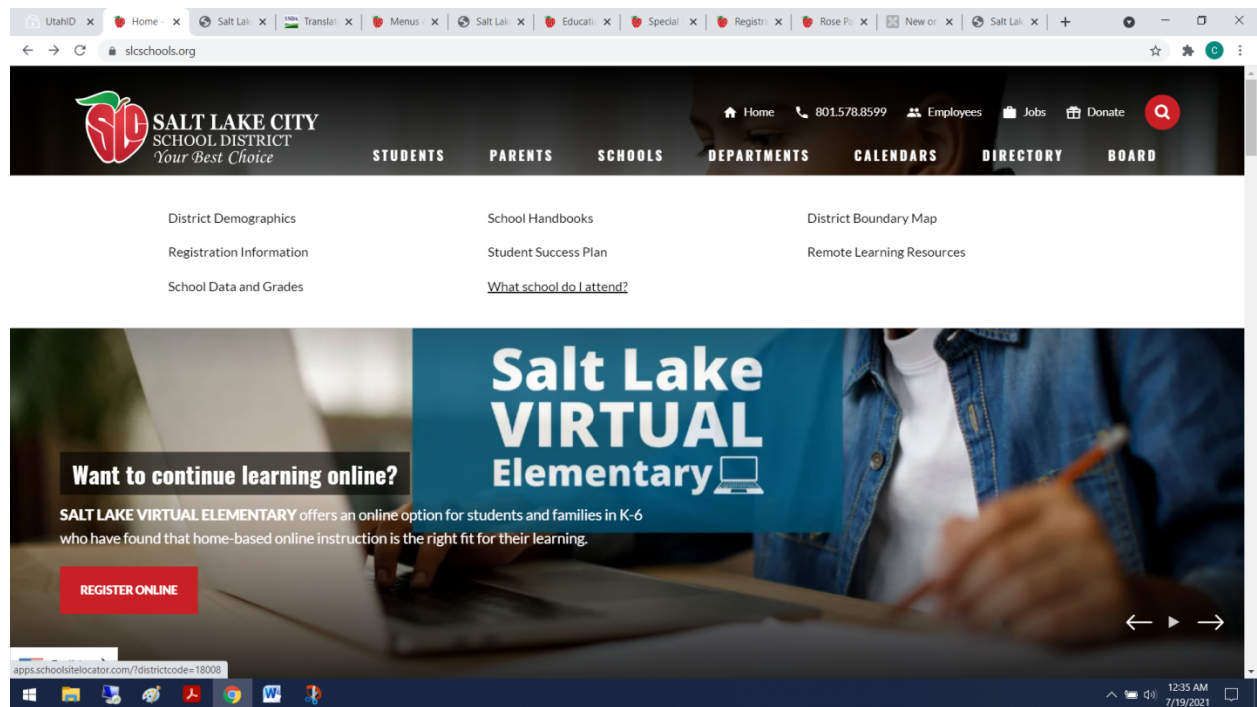 UtahID
Home -
Salt Lak
Translat
Menus
Salt Lak
Educati
Special
Registra
Rose P
New or
Salt Lak
slcschools.org
C
SLC
SALT LAKE CITY
SCHOOL DISTRICT
Your Best Choice
Home 801.578.8599 Employees Jobs Donate
STUDENTS PARENTS SCHOOLS DEPARTMENTS CALENDARS DIRECTORY BOARD
District Demographics School Handbooks District Boundary Map
Registration Information Student Success Plan Remote Learning Resources
School Data and Grades What school do I attend?
Salt Lake
VIRTUAL
Elementary
Want to continue learning online?
SALT LAKE VIRTUAL ELEMENTARY offers an online option for students and families in K-6
who have found that home-based online instruction is the right fit for their learning.
REGISTER ONLINE
apps.schoolsitelocator.com/?districtcode=18008
12:35 AM
7/19/2021